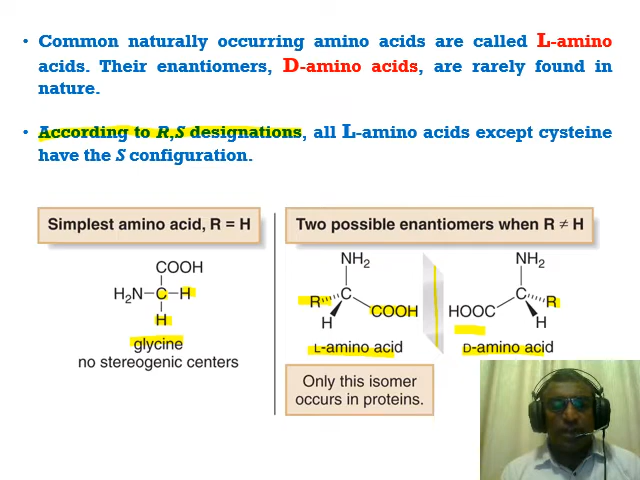 • Common naturally occurring amino acids are called L-amino
acids. Their enantiomers, D-amino acids, are rarely found in
nature.
• According to R,S designations, all L-amino acids except cysteine
have the S configuration.
Simplest amino acid, R = H
COOH
H2N—C—H
H
glycine
no stereogenic centers
Two possible enantiomers when R ≠ H
NH2
R C
H COOH
L-amino acid
NH2
C R
HOOC H
D-amino acid
Only this isomer
occurs in proteins.